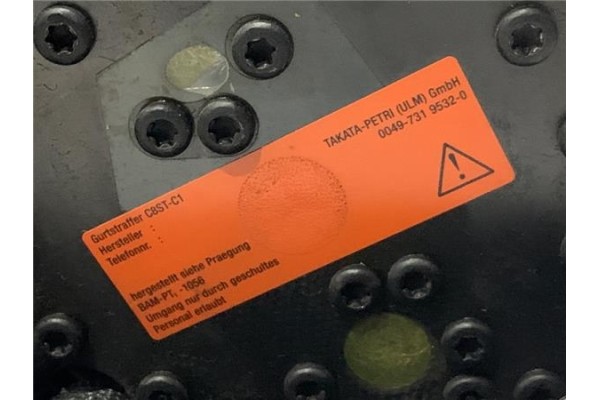 Gurtstraffer C8ST-C1
Hersteller : TAKATA-PETRI (ULM) GmbH
Telefonnr. : 0049-731 9532-0
hergestellt siehe Praegung
BAM-PT, -1056
Umgang nur durch geschultes
Personal erlaubt